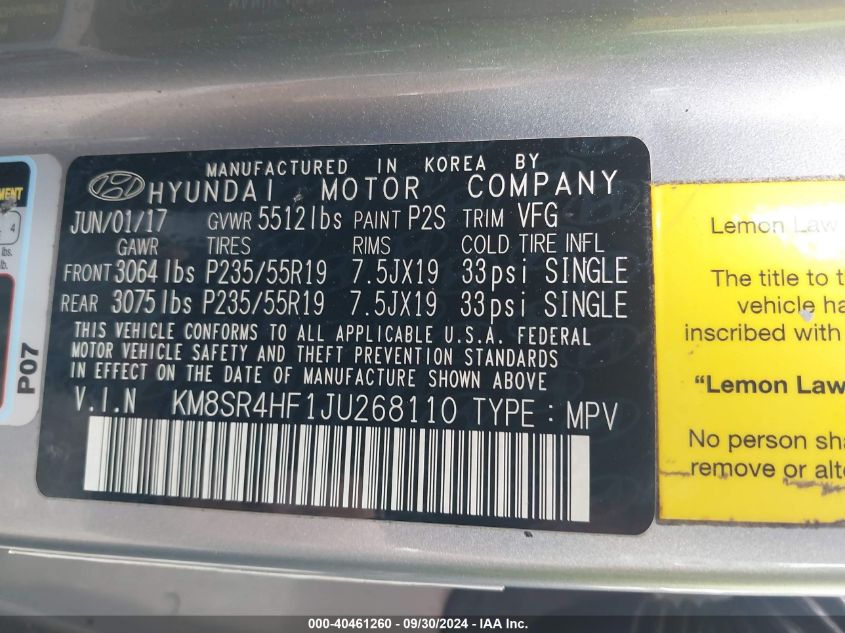 MANUFACTURED IN KOREA BY
HYUNDAI MOTOR COMPANY
JUN/01/17 GVWR 5512lbs PAINT P2S TRIM VFG
GAWR TIRES RIMS COLD TIRE INFL
FRONT 3064lbs P235/55R19 7.5JX19 33psi SINGLE
REAR 3075lbs P235/55R19 7.5JX19 33psi SINGLE
THIS VEHICLE CONFORMS TO ALL APPLICABLE U.S.A. FEDERAL
MOTOR VEHICLE SAFETY AND THEFT PREVENTION STANDARDS
IN EFFECT ON THE DATE OF MANUFACTURE SHOWN ABOVE
V.I.N KM8SR4HF1JU268110 TYPE : MPV
4
lbs.
lb.
P07
Lemon Law
The title to
vehicle
inscribed with
"Lemon Law
No person
remove or
000-40461260 - 09/30/2024 - IAA Inc.